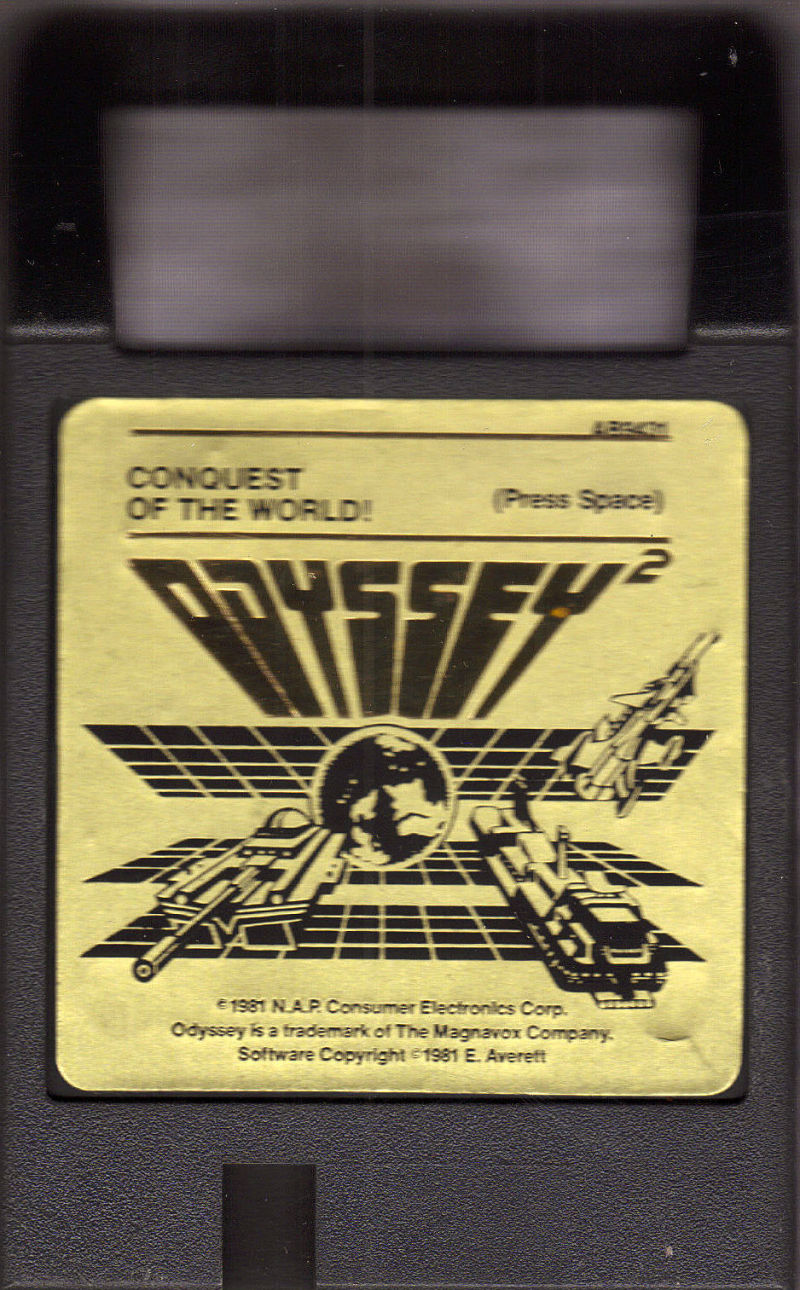 AB9421
CONQUEST
OF THE WORLD!
(Press Space)
ODYSSEY²
©1981 N.A.P. Consumer Electronics Corp.
Odyssey is a trademark of The Magnavox Company.
Software Copyright ©1981 E. Averett